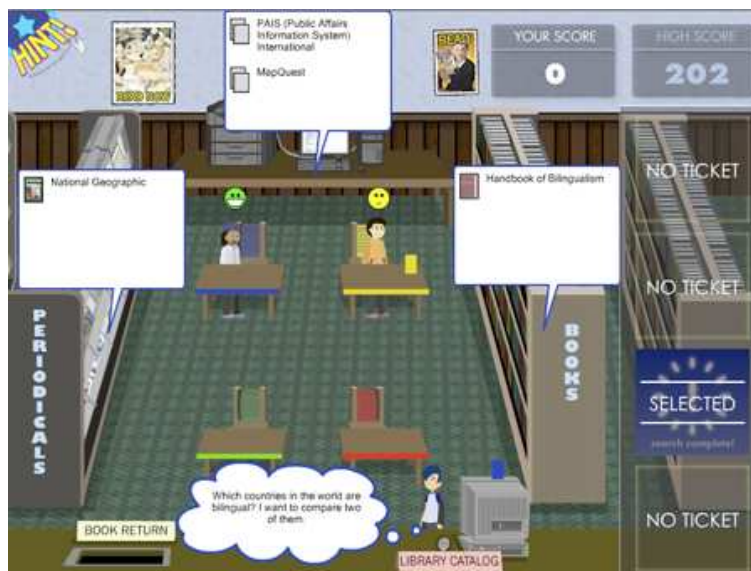 HINT!
READ NOW
PAIS (Public Affairs
Information System)
International
MapQuest
READ
YOUR SCORE
0
HIGH SCORE
202
National Geographic
Handbook of Bilingualism
NO TICKET
NO TICKET
SELECTED
search complete!
NO TICKET
PERIODICALS
BOOKS
Which countries in the world are
bilingual? I want to compare two
of them
BOOK RETURN
LIBRARY CATALOG